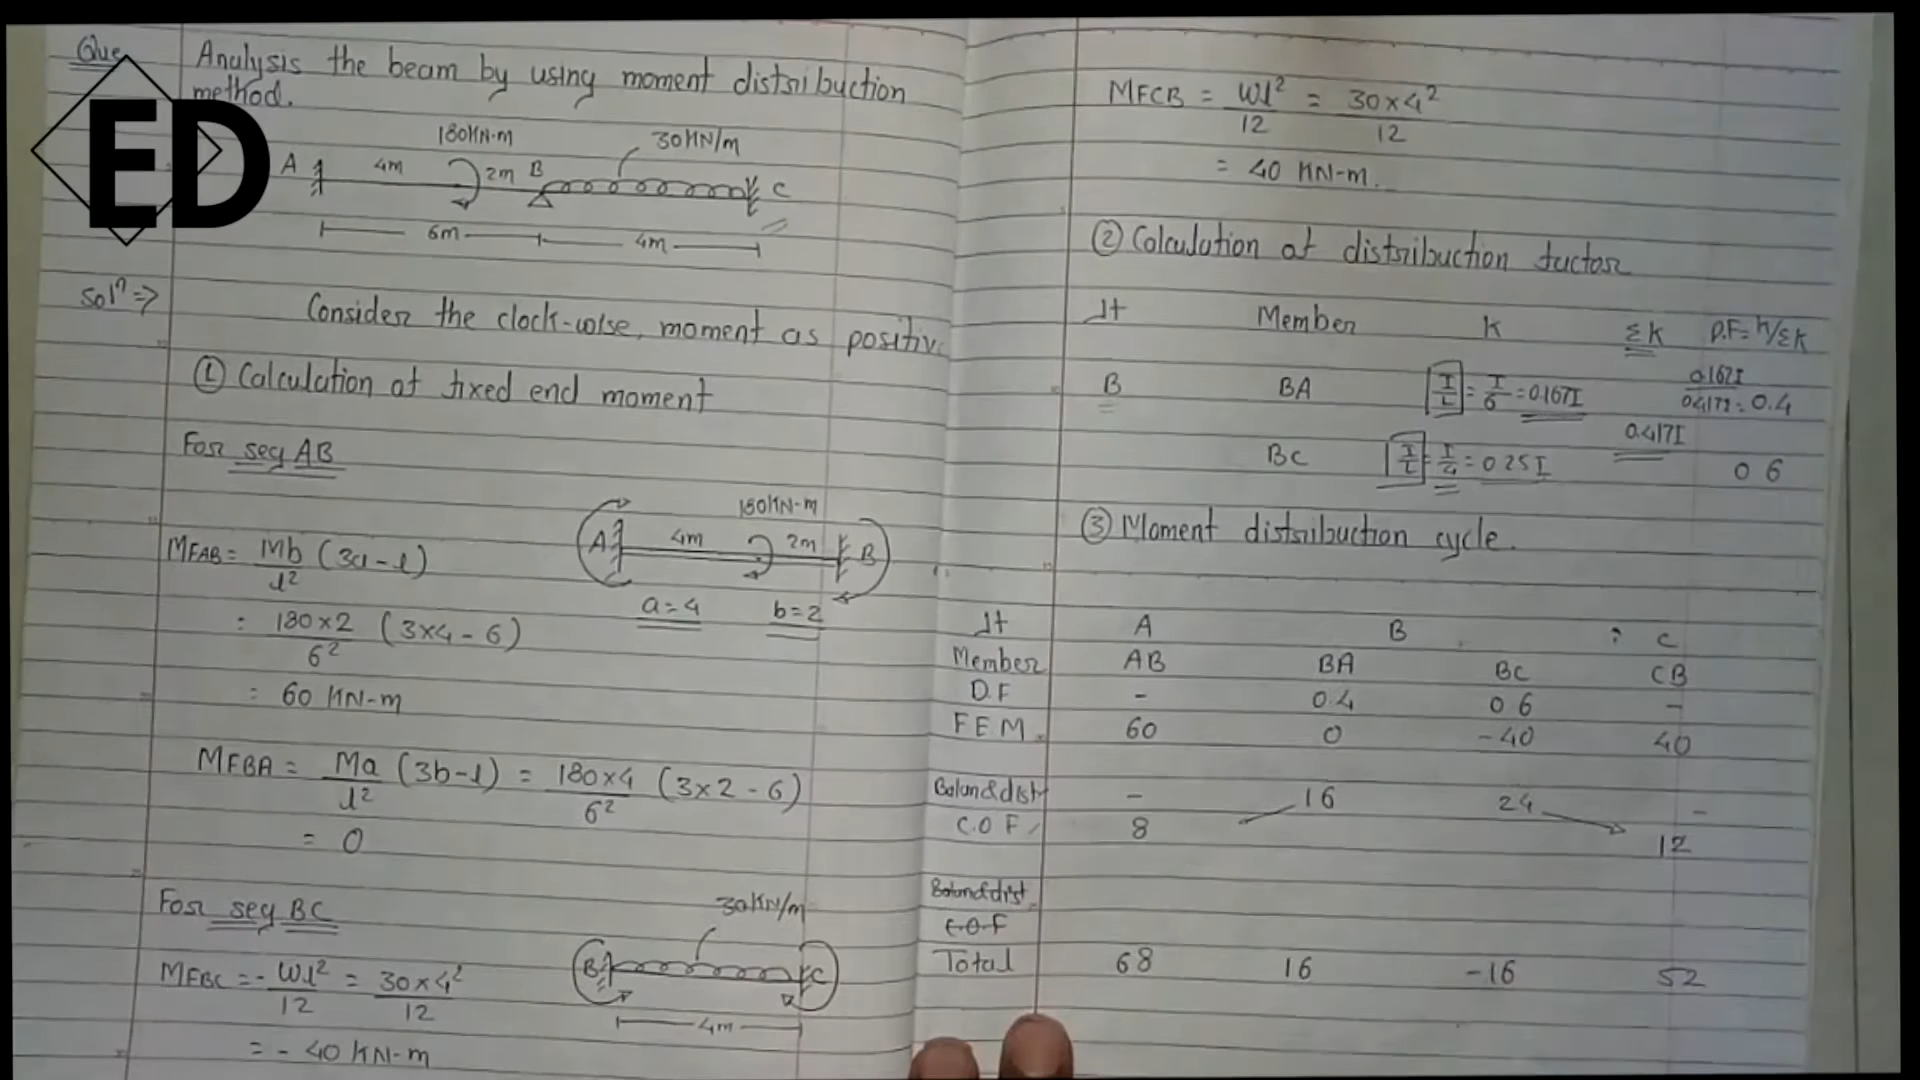 Que
Analysis the beam by using moment distribuction
method.
ED
180KN-m
30KN/m
A
4m
2m
B
C
6m
4m
Solⁿ =>
Consider the clock-wise, moment as positiv
① Calculation of fixed end moment
For seg AB
180KN-m
A
4m
2m
B
a=4
b=2
MFAB = Mb/l² (3a-l)
= 180×2/6² (3×4-6)
= 60 KN-m
MFBA = Ma/l² (3b-l) = 180×4/6² (3×2-6)
= 0
For seg BC
30KN/m
B
C
4m
MFBC = -Wl²/12 = 30×4²/12
= - 40 KN-m
MFCB = Wl²/12 = 30×4²/12
= 40 KN-m.
② Calculation of distribuction factor
Jt Member K ΣK D.F=K/ΣK
B BA I/L = I/6 = 0.167I 0.167I/0.417I = 0.4
0.417I
BC I/L = I/4 = 0.25I 0 6
③ Moment distribuction cycle.
Jt A B C
Member AB BA BC CB
D.F - 0.4 0 6 -
F E M. 60 0 -40 40
Balan&dist - 16 24 -
C.O F 8 12
Balan&dist
C.O.F
Total 68 16 -16 52